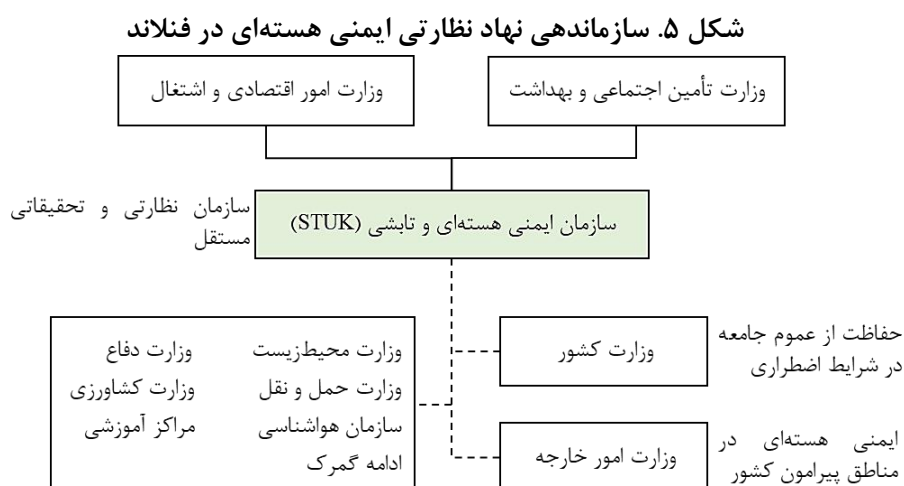 شکل ۵. سازماندهی نهاد نظارتی ایمنی هسته‌ای در فنلاند
وزارت تأمین اجتماعی و بهداشت
وزارت امور اقتصادی و اشتغال
سازمان ایمنی هسته‌ای و تابشی (STUK)
سازمان نظارتی و تحقیقاتی
مستقل
حفاظت از عموم جامعه
در شرایط اضطراری
وزارت کشور
وزارت محیط‌زیست وزارت دفاع
وزارت حمل و نقل وزارت کشاورزی
سازمان هواشناسی مراکز آموزشی
ادامه گمرک
ایمنی هسته‌ای در
مناطق پیرامون کشور
وزارت امور خارجه